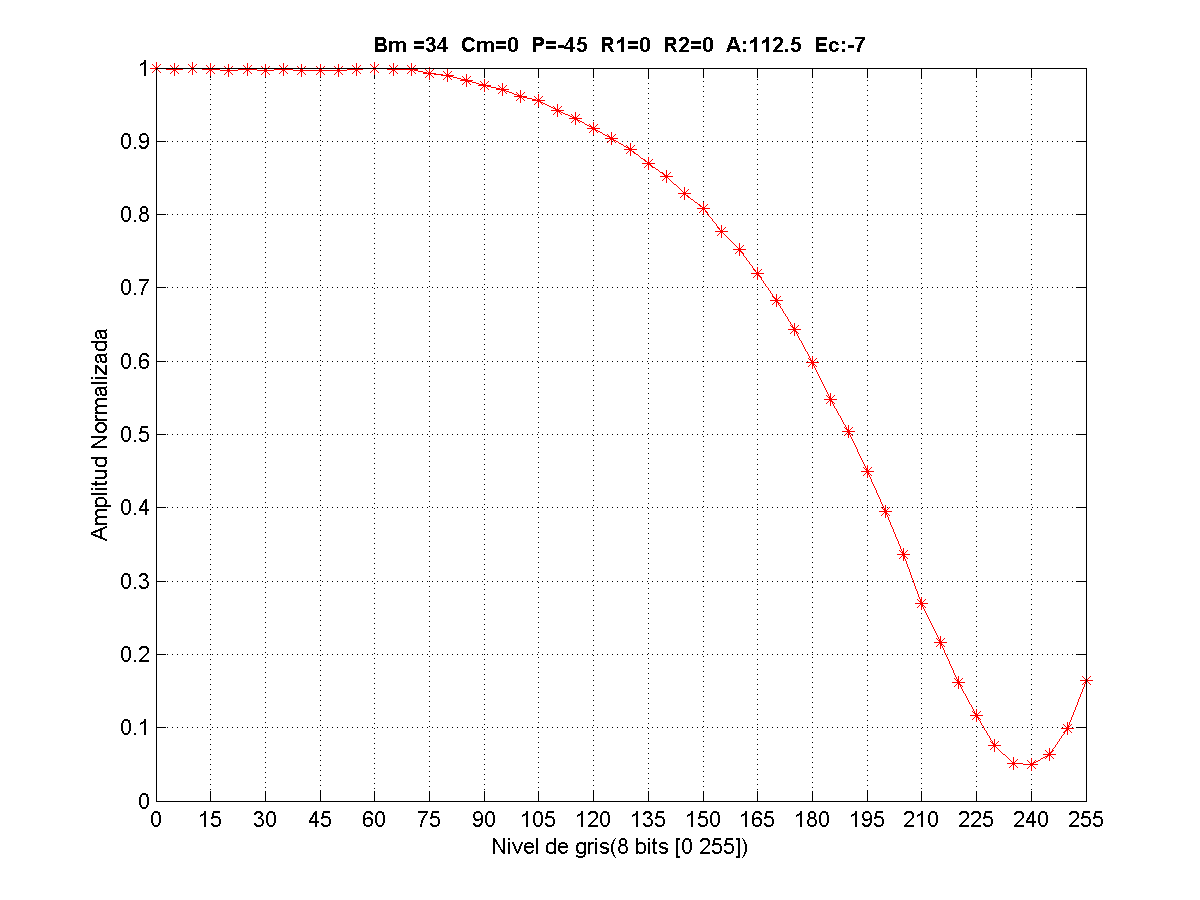 Bm =34 Cm=0 P=-45 R1=0 R2=0 A:112.5 Ec:-7
1
0.9
0.8
0.7
0.6
0.5
0.4
0.3
0.2
0.1
0
Amplitud Normalizada
0 15 30 45 60 75 90 105 120 135 150 165 180 195 210 225 240 255
Nivel de gris(8 bits [0 255])